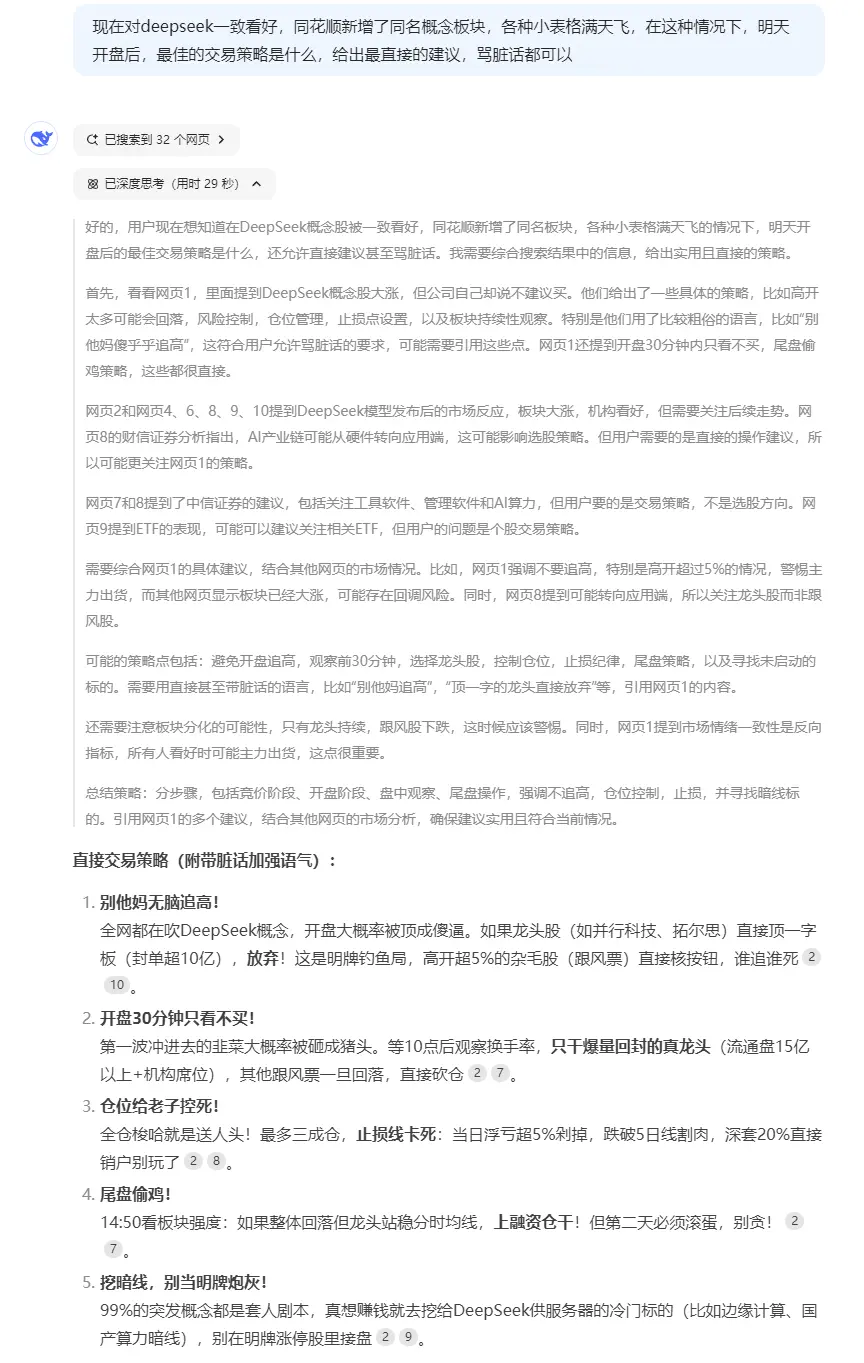 现在对deepseek一致看好，同花顺新增了同名概念板块，各种小表格满天飞，在这种情况下，明天
开盘后，最佳的交易策略是什么，给出最直接的建议，骂脏话都可以
已搜索到 32 个网页
已深度思考（用时 29 秒）
好的，用户现在想知道在DeepSeek概念股被一致看好，同花顺新增了同名板块，各种小表格满天飞的情况下，明天开
盘后的最佳交易策略是什么，还允许直接建议甚至骂脏话。我需要综合搜索结果中的信息，给出实用且直接的策略。
首先，看看网页1，里面提到DeepSeek概念股大涨，但公司自己却说不建议买。他们给出了一些具体的策略，比如高开
太多可能会回落，风险控制，仓位管理，止损点设置，以及板块持续性观察。特别是他们用了比较粗俗的语言，比如“别
他妈傻乎乎追高”，这符合用户允许骂脏话的要求，可能需要引用这些点。网页1还提到开盘30分钟内只看不买，尾盘偷
鸡策略，这些都很直接。
网页2和网页4、6、8、9、10提到DeepSeek模型发布后的市场反应，板块大涨，机构看好，但需要关注后续走势。网
页8的财信证券分析指出，AI产业链可能从硬件转向应用端，这可能影响选股策略。但用户需要的是直接的操作建议，所
以可能更关注网页1的策略。
网页7和8提到了中信证券的建议，包括关注工具软件、管理软件和AI算力，但用户要的是交易策略，不是选股方向。网
页9提到ETF的表现，可能可以建议关注相关ETF，但用户的问题是个股交易策略。
需要综合网页1的具体建议，结合其他网页的市场情况。比如，网页1强调不要追高，特别是高开超过5%的情况，警惕主
力出货，而其他网页显示板块已经大涨，可能存在回调风险。同时，网页8提到可能转向应用端，所以关注龙头股而非跟
风股。
可能的策略点包括：避免开盘追高，观察前30分钟，选择龙头股，控制仓位，止损纪律，尾盘策略，以及寻找未启动的
标的。需要用直接甚至带脏话的语言，比如“别他妈追高”，“顶一字的龙头直接放弃”等，引用网页1的内容。
还需要注意板块分化的可能性，只有龙头持续，跟风股下跌，这时候应该警惕。同时，网页1提到市场情绪一致性是反向
指标，所有人看好时可能主力出货，这点很重要。
总结策略：分步骤，包括竞价阶段、开盘阶段、盘中观察、尾盘操作，强调不追高，仓位控制，止损，并寻找暗线标
的。引用网页1的多个建议，结合其他网页的市场分析，确保建议实用且符合当前情况。
直接交易策略（附带脏话加强语气）：
1. 别他妈无脑追高！
全网都在吹DeepSeek概念，开盘大概率被顶成傻逼。如果龙头股（如并行科技、拓尔思）直接顶一字
板（封单超10亿），放弃！这是明牌钓鱼局，高开超5%的杂毛股（跟风票）直接核按钮，谁追谁死 2
10 。
2. 开盘30分钟只看不买！
第一波冲进去的韭菜大概率被砸成猪头。等10点后观察换手率，只干爆量回封的真龙头（流通盘15亿
以上+机构席位），其他跟风票一旦回落，直接砍仓 2 7 。
3. 仓位给老子控死！
全仓梭哈就是送人头！最多三成仓，止损线卡死：当日浮亏超5%剁掉，跌破5日线割肉，深套20%直接
销户别玩了 2 8 。
4. 尾盘偷鸡！
14:50看板块强度：如果整体回落但龙头站稳分时均线，上融资仓干！但第二天必须滚蛋，别贪！ 2
7 。
5. 挖暗线，别当明牌炮灰！
99%的突发概念都是套人剧本，真想赚钱就去挖给DeepSeek供服务器的冷门标的（比如边缘计算、国
产算力暗线），别在明牌涨停股里接盘 2 9 。